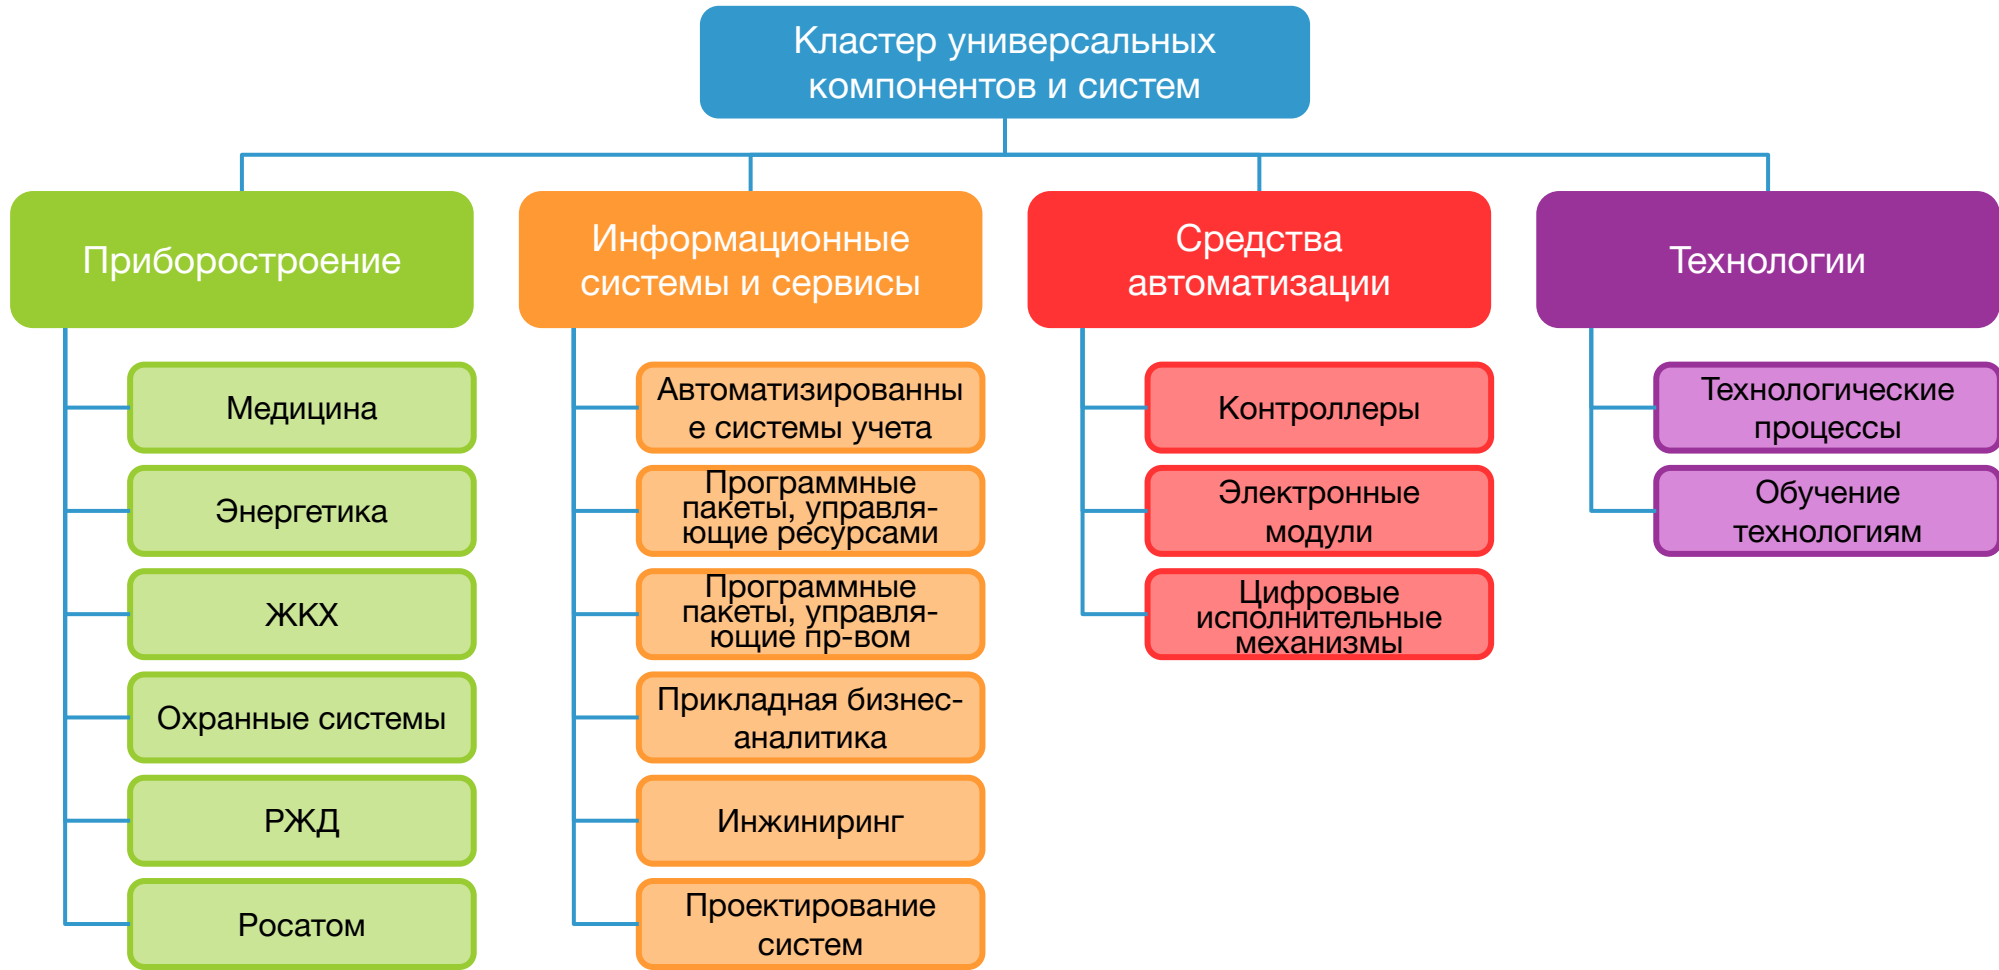 Кластер универсальных
компонентов и систем
Приборостроение
Медицина
Энергетика
ЖКХ
Охранные системы
РЖД
Росатом
Информационные
системы и сервисы
Автоматизированны
е системы учета
Программные
пакеты, управля-
ющие ресурсами
Программные
пакеты, управля-
ющие пр-вом
Прикладная бизнес-
аналитика
Инжиниринг
Проектирование
систем
Средства
автоматизации
Контроллеры
Электронные
модули
Цифровые
исполнительные
механизмы
Технологии
Технологические
процессы
Обучение
технологиям